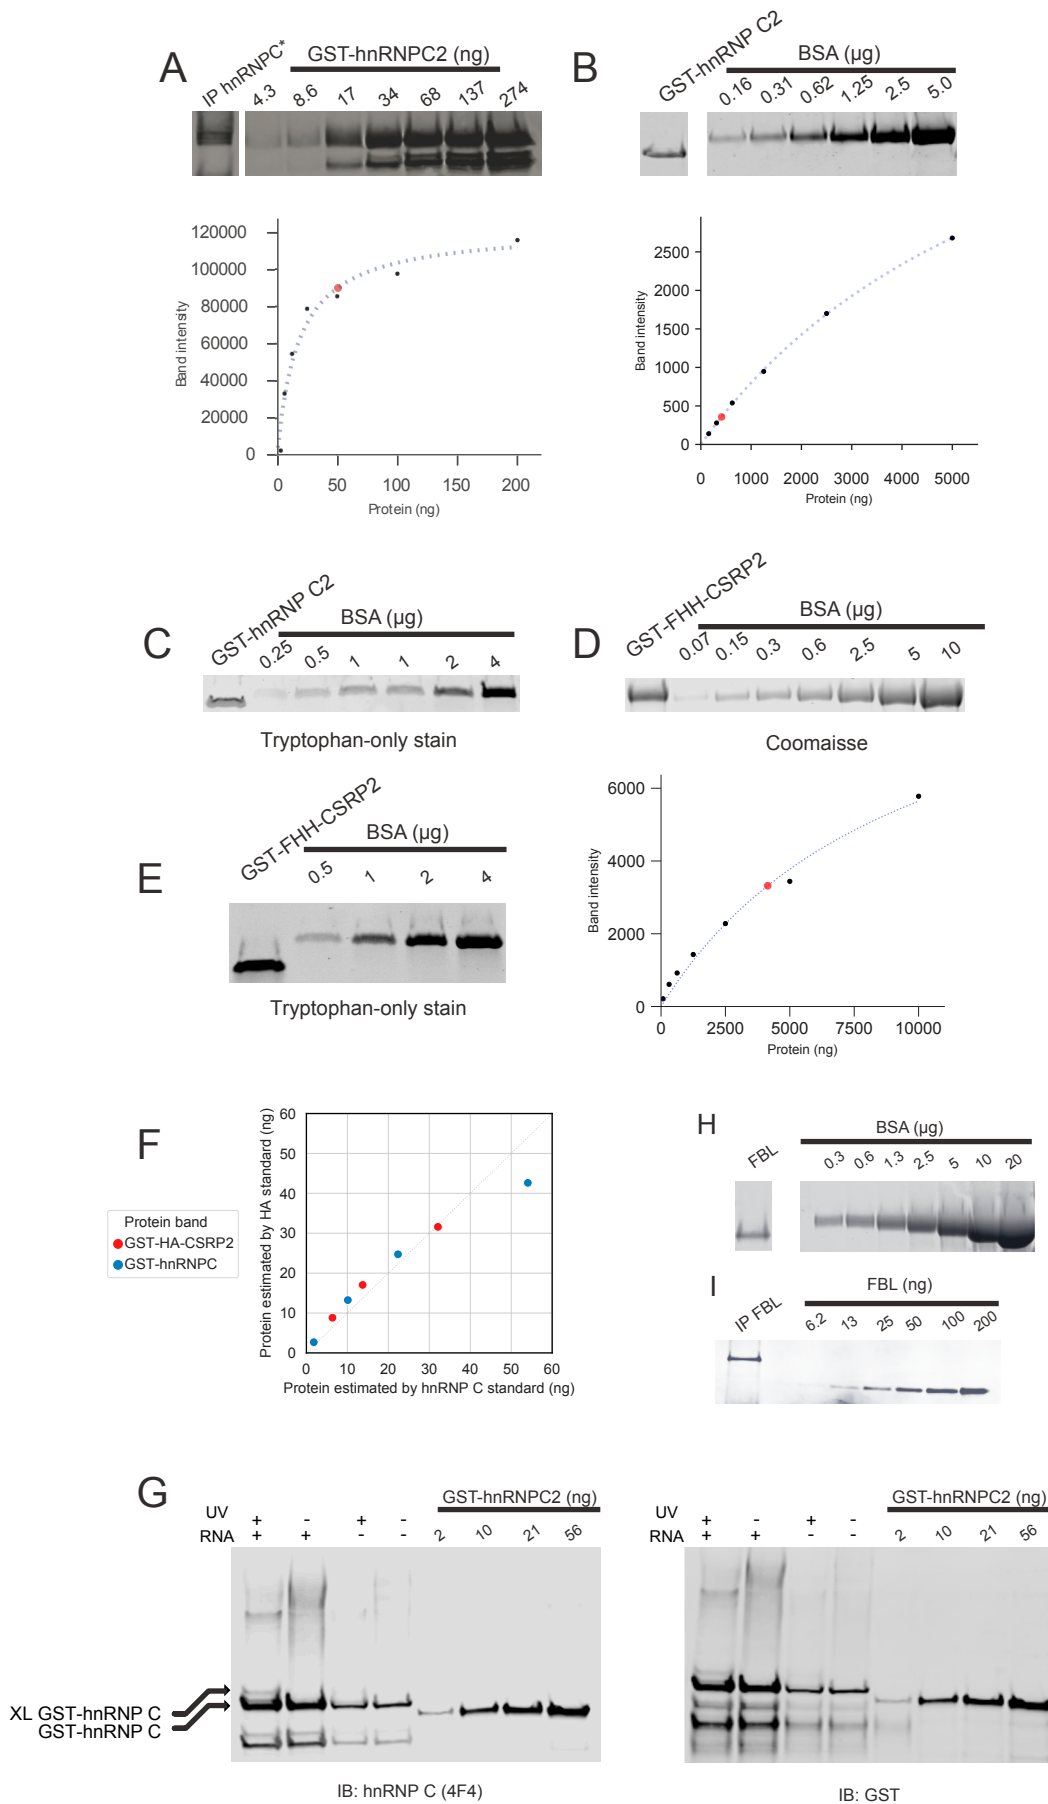 A
IP hnRNPC*
GST-hnRNPC2 (ng)
4.3 8.6 17 34 68 137 274
Band intensity
120000
100000
80000
60000
40000
20000
0
0 50 100 150 200
Protein (ng)
B
GST-hnRNP C2
BSA (µg)
0.16 0.31 0.62 1.25 2.5 5.0
Band intensity
2500
2000
1500
1000
500
0
0 1000 2000 3000 4000 5000
Protein (ng)
C
GST-hnRNP C2
BSA (µg)
0.25 0.5 1 1 2 4
Tryptophan-only stain
D
GST-FHH-CSRP2
BSA (µg)
0.07 0.15 0.3 0.6 2.5 5 10
Coomaisse
Band intensity
6000
4000
2000
0
0 2500 5000 7500 10000
Protein (ng)
E
GST-FHH-CSRP2
BSA (µg)
0.5 1 2 4
Tryptophan-only stain
F
Protein band
GST-HA-CSRP2
GST-hnRNPC
Protein estimated by HA standard (ng)
60
50
40
30
20
10
0
0 10 20 30 40 50 60
Protein estimated by hnRNP C standard (ng)
H
FBL
BSA (µg)
0.3 0.6 1.3 2.5 5 10 20
I
IP FBL
FBL (ng)
6.2 13 25 50 100 200
G
GST-hnRNPC2 (ng)
UV + - + -
RNA + + - - 2 10 21 56
XL GST-hnRNP C
GST-hnRNP C
IB: hnRNP C (4F4)
GST-hnRNPC2 (ng)
UV + - + -
RNA + + - - 2 10 21 56
IB: GST